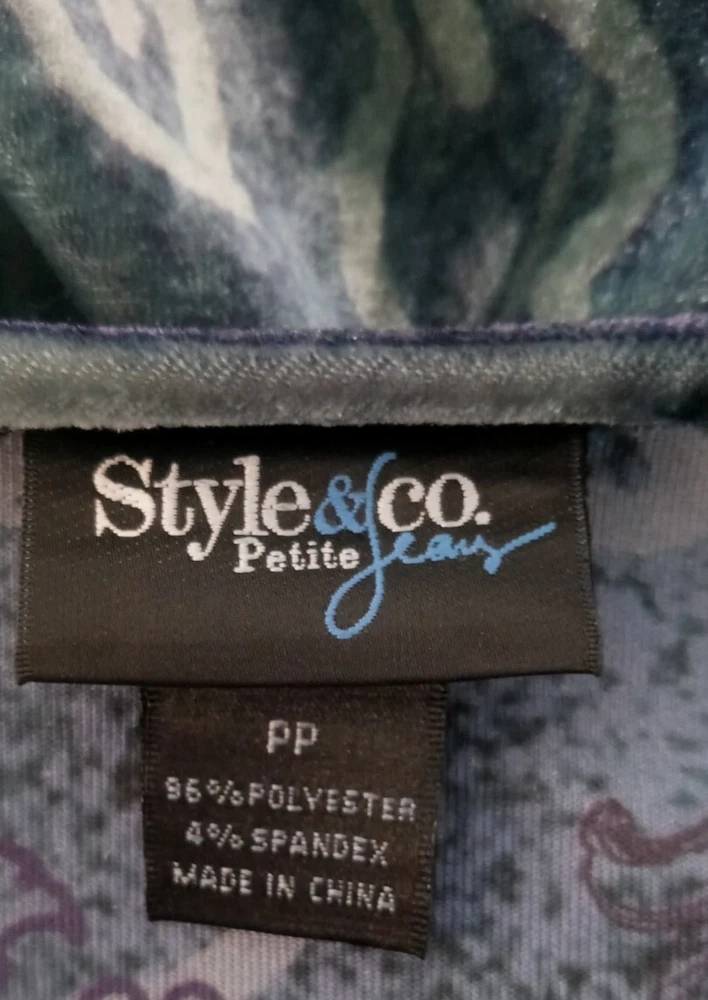 Style & co.
Petite Jeans
PP
96% POLYESTER
4% SPANDEX
MADE IN CHINA